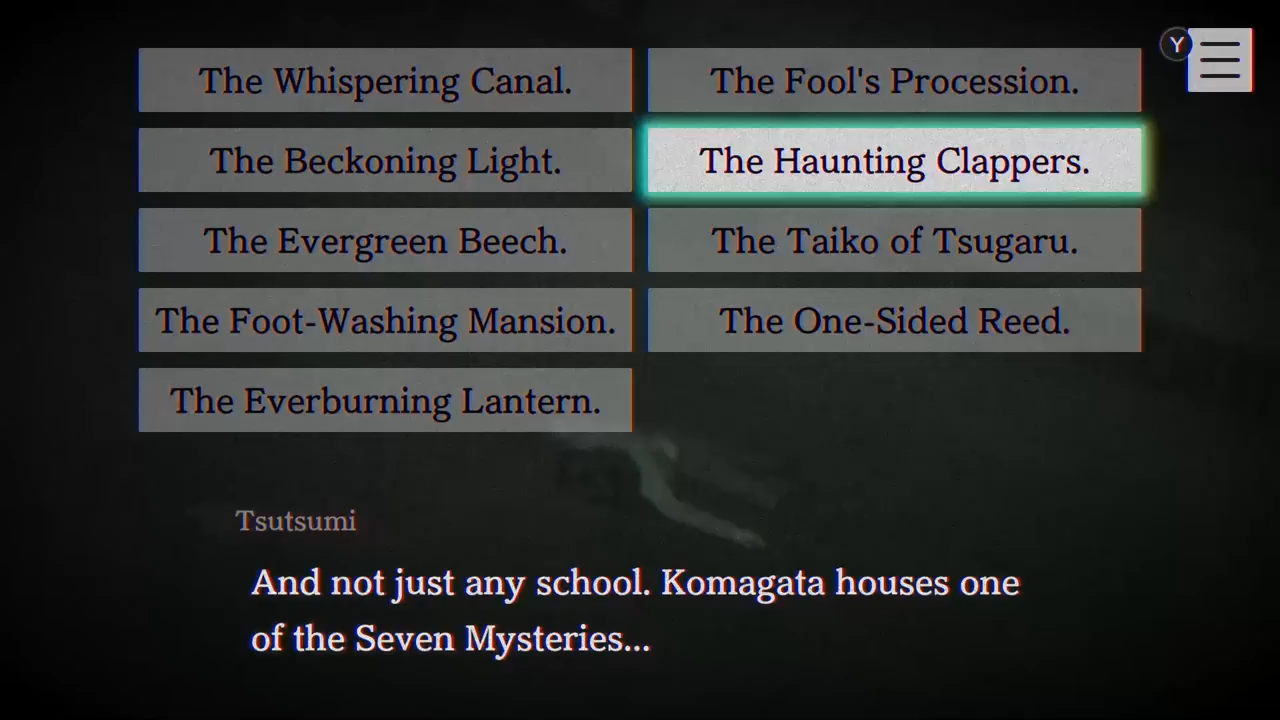 The Whispering Canal.
The Fool's Procession.
Y
The Beckoning Light.
The Haunting Clappers.
The Evergreen Beech.
The Taiko of Tsugaru.
The Foot-Washing Mansion.
The One-Sided Reed.
The Everburning Lantern.
Tsutsumi
And not just any school. Komagata houses one
of the Seven Mysteries...